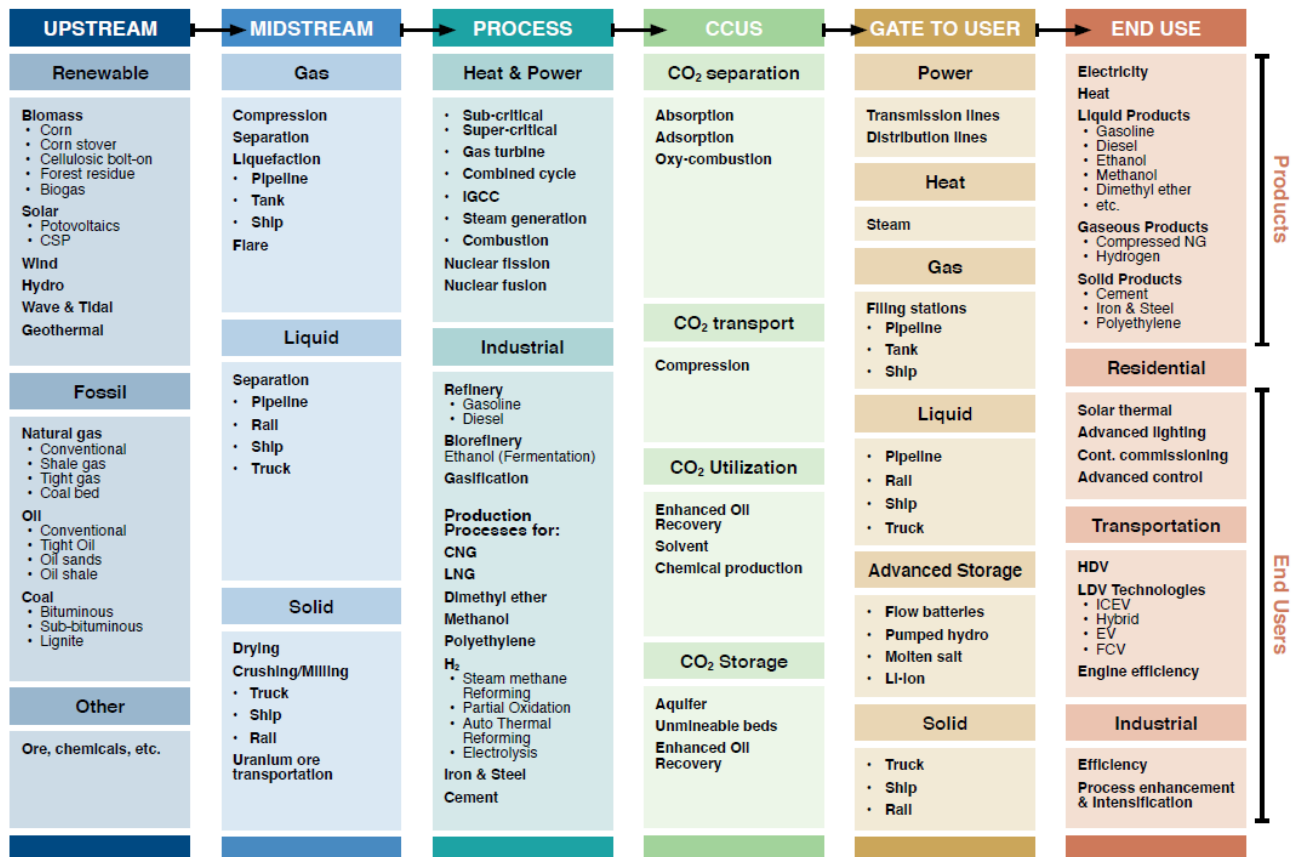 UPSTREAM
Renewable
Biomass
• Corn
• Corn stover
• Cellulosic bolt-on
• Forest residue
• Biogas
Solar
• Potovoltaics
• CSP
Wind
Hydro
Wave & Tidal
Geothermal
Fossil
Natural gas
• Conventional
• Shale gas
• Tight gas
• Coal bed
Oil
• Conventional
• Tight Oil
• Oil sands
• Oil shale
Coal
• Bituminous
• Sub-bituminous
• Lignite
Other
Ore, chemicals, etc.
MIDSTREAM
Gas
Compression
Separation
Liquefaction
• Pipeline
• Tank
• Ship
Flare
Liquid
Separation
• Pipeline
• Rail
• Ship
• Truck
Solid
Drying
Crushing/Milling
• Truck
• Ship
• Rail
Uranium ore
transportation
PROCESS
Heat & Power
• Sub-critical
• Super-critical
• Gas turbine
• Combined cycle
• IGCC
• Steam generation
• Combustion
Nuclear fission
Nuclear fusion
Industrial
Refinery
• Gasoline
• Diesel
Biorefinery
Ethanol (Fermentation)
Gasification
Production
Processes for:
CNG
LNG
Dimethyl ether
Methanol
Polyethylene
H₂
• Steam methane
Reforming
• Partial Oxidation
• Auto Thermal
Reforming
• Electrolysis
Iron & Steel
Cement
CCUS
CO₂ separation
Absorption
Adsorption
Oxy-combustion
CO₂ transport
Compression
CO₂ Utilization
Enhanced Oil
Recovery
Solvent
Chemical production
CO₂ Storage
Aquifer
Unmineable beds
Enhanced Oil
Recovery
GATE TO USER
Power
Transmission lines
Distribution lines
Heat
Steam
Gas
Filing stations
• Pipeline
• Tank
• Ship
Liquid
• Pipeline
• Rail
• Ship
• Truck
Advanced Storage
• Flow batteries
• Pumped hydro
• Molten salt
• Li-ion
Solid
• Truck
• Ship
• Rail
END USE
Electricity
Heat
Liquid Products
• Gasoline
• Diesel
• Ethanol
• Methanol
• Dimethyl ether
• etc.
Gaseous Products
• Compressed NG
• Hydrogen
Solid Products
• Cement
• Iron & Steel
• Polyethylene
Residential
Solar thermal
Advanced lighting
Cont. commissioning
Advanced control
Transportation
HDV
LDV Technologies
• ICEV
• Hybrid
• EV
• FCV
Engine efficiency
Industrial
Efficiency
Process enhancement
& Intensification
Products
End Users